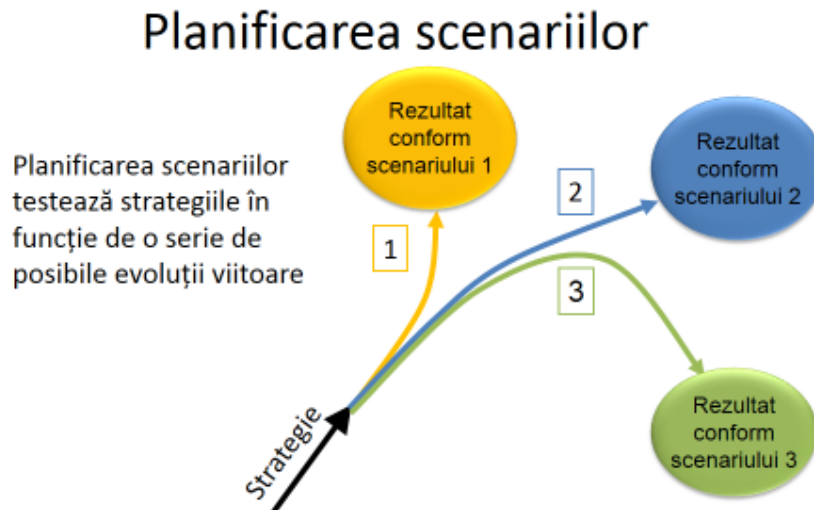 Planificarea scenariilor
Rezultat
conform
scenariului 1
Rezultat
conform
scenariului 2
Planificarea scenariilor
testează strategiile în
funcție de o serie de
posibile evoluții viitoare
1
2
3
Strategie
Rezultat
conform
scenariului 3